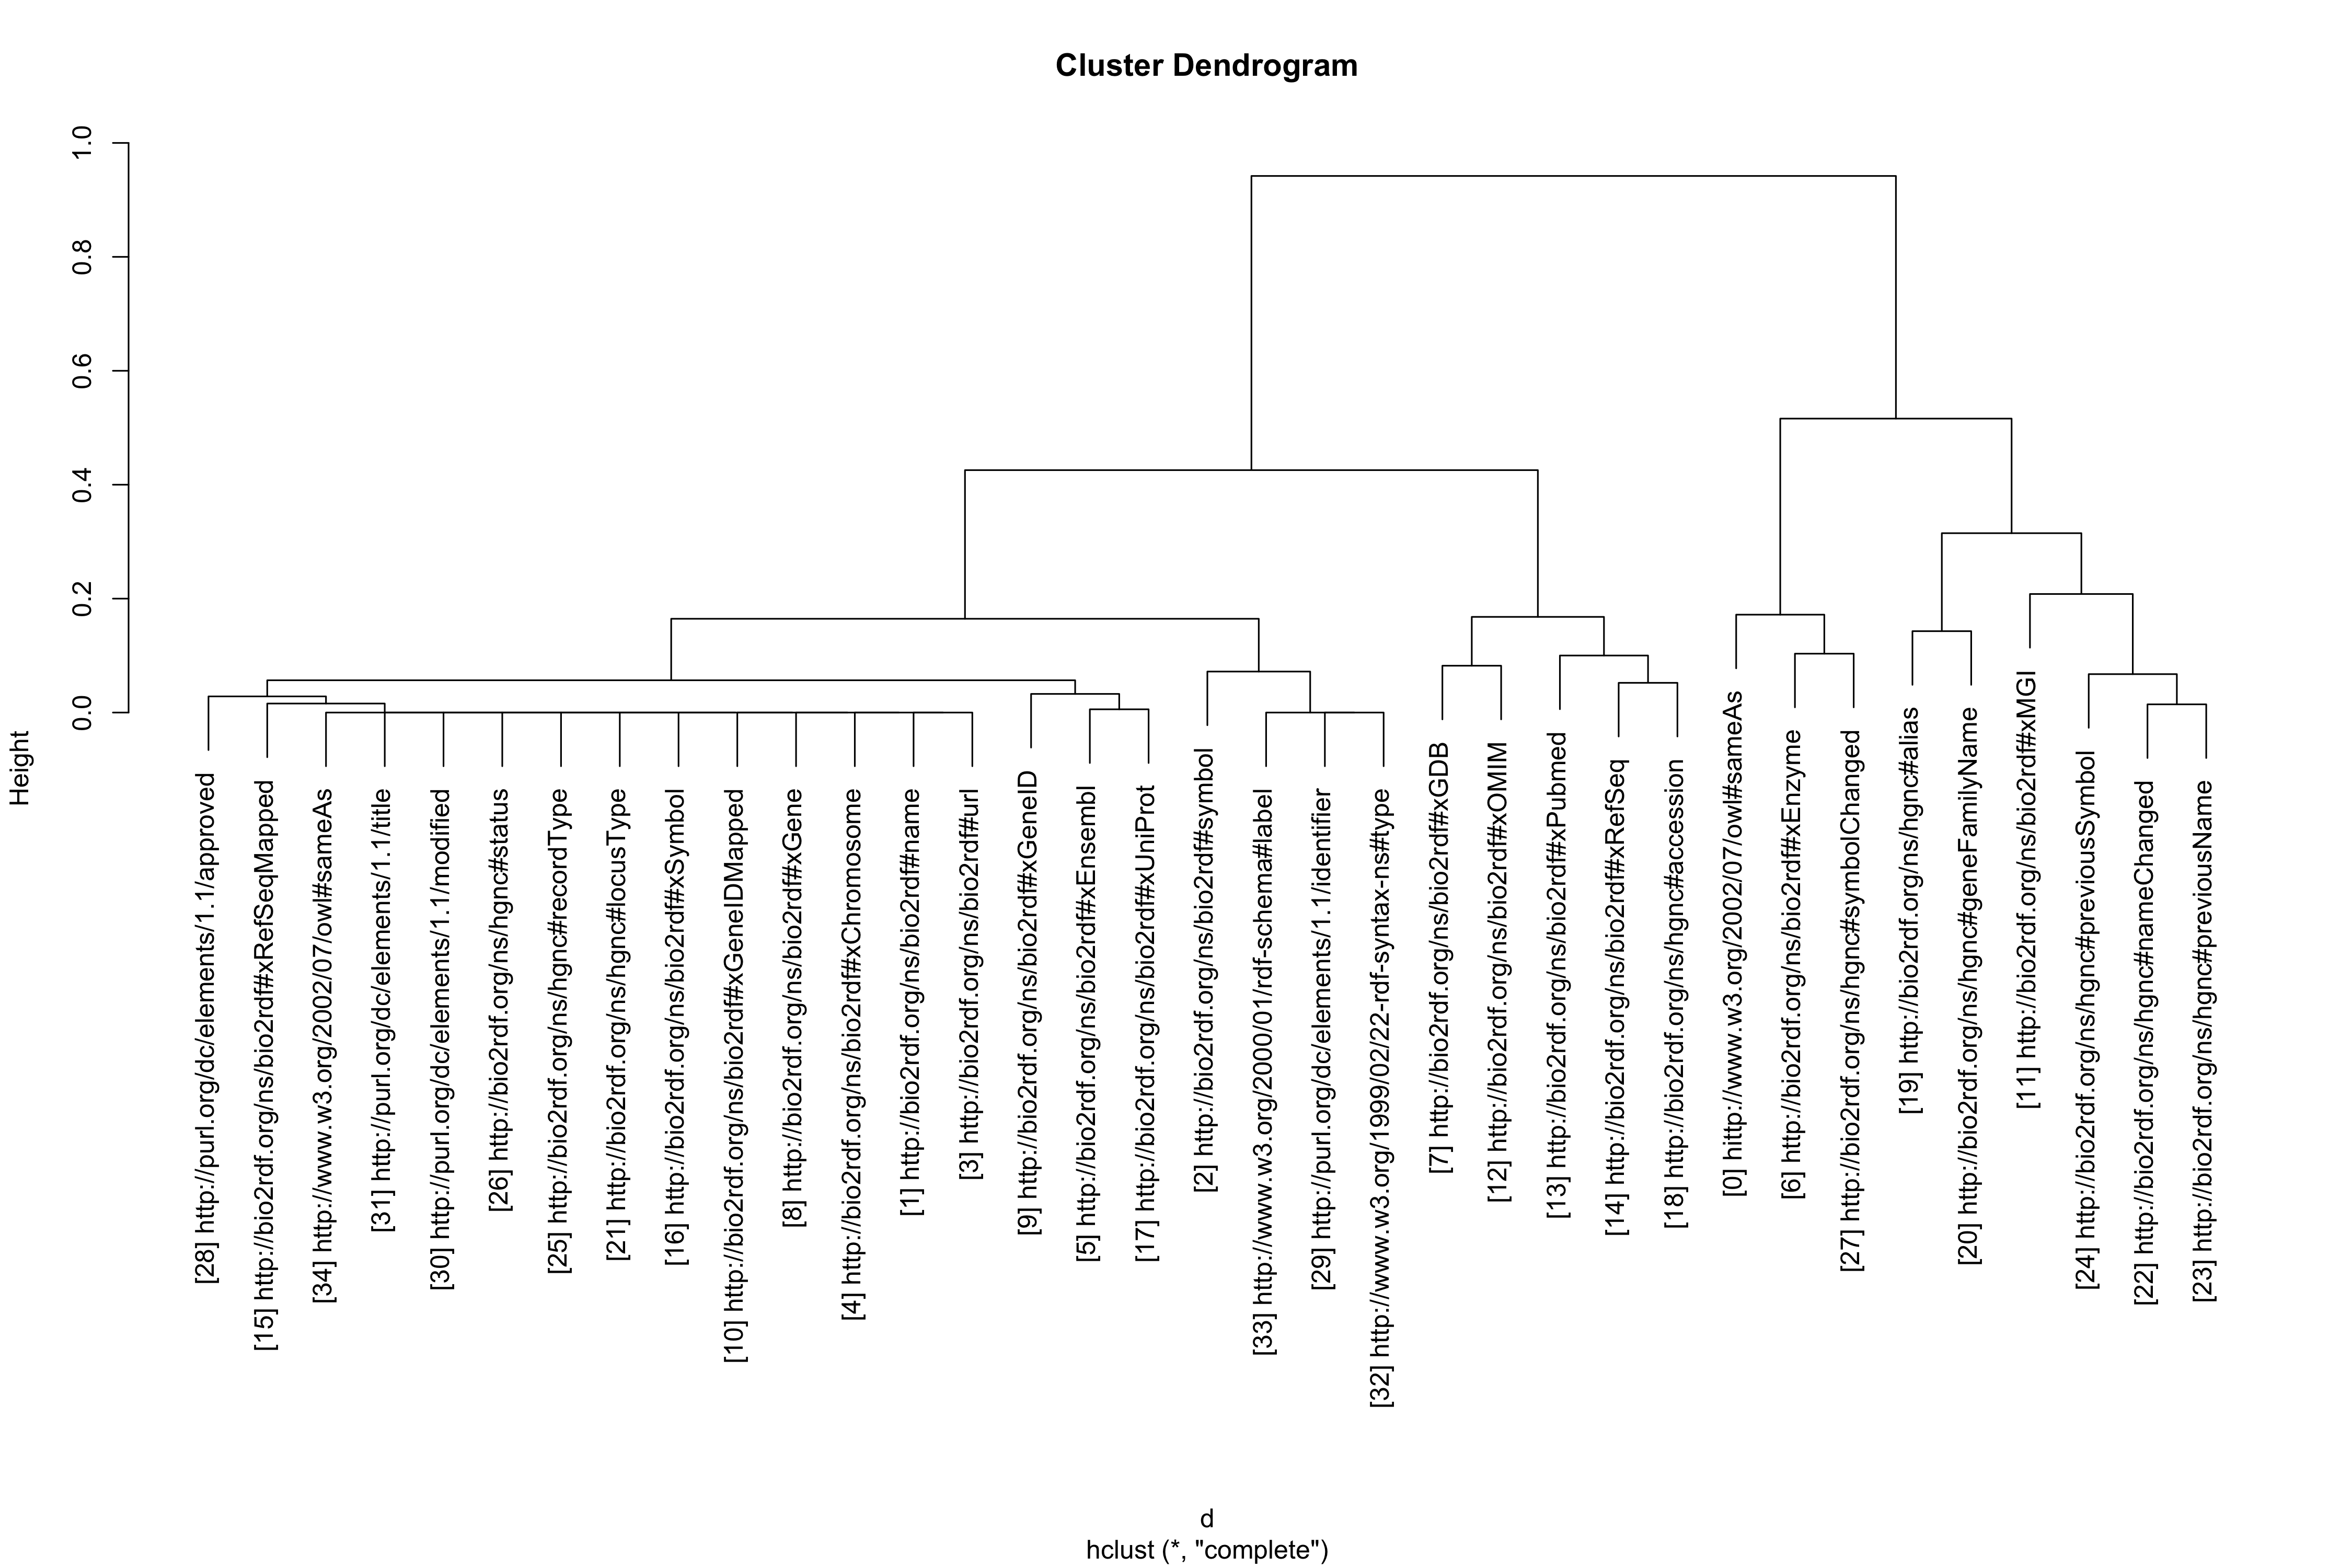 Cluster Dendrogram
Height
1.0
0.8
0.6
0.4
0.2
0.0
[28] http://purl.org/dc/elements/1.1/approved
[15] http://bio2rdf.org/ns/bio2rdf#xRefSeqMapped
[34] http://www.w3.org/2002/07/owl#sameAs
[31] http://purl.org/dc/elements/1.1/title
[30] http://purl.org/dc/elements/1.1/modified
[26] http://bio2rdf.org/ns/hgnc#status
[25] http://bio2rdf.org/ns/hgnc#recordType
[21] http://bio2rdf.org/ns/hgnc#locusType
[16] http://bio2rdf.org/ns/bio2rdf#xSymbol
[10] http://bio2rdf.org/ns/bio2rdf#xGeneIDMapped
[8] http://bio2rdf.org/ns/bio2rdf#xGene
[4] http://bio2rdf.org/ns/bio2rdf#xChromosome
[1] http://bio2rdf.org/ns/bio2rdf#name
[3] http://bio2rdf.org/ns/bio2rdf#url
[9] http://bio2rdf.org/ns/bio2rdf#xGeneID
[5] http://bio2rdf.org/ns/bio2rdf#xEnsembl
[17] http://bio2rdf.org/ns/bio2rdf#xUniProt
[2] http://bio2rdf.org/ns/bio2rdf#symbol
[33] http://www.w3.org/2000/01/rdf-schema#label
[29] http://purl.org/dc/elements/1.1/identifier
[32] http://www.w3.org/1999/02/22-rdf-syntax-ns#type
[7] http://bio2rdf.org/ns/bio2rdf#xGDB
[12] http://bio2rdf.org/ns/bio2rdf#xOMIM
[13] http://bio2rdf.org/ns/bio2rdf#xPubmed
[14] http://bio2rdf.org/ns/bio2rdf#xRefSeq
[18] http://bio2rdf.org/ns/hgnc#accession
[0] hittp://www.w3.org/2002/07/owl#sameAs
[6] http://bio2rdf.org/ns/bio2rdf#xEnzyme
[27] http://bio2rdf.org/ns/hgnc#symbolChanged
[19] http://bio2rdf.org/ns/hgnc#alias
[20] http://bio2rdf.org/ns/hgnc#geneFamilyName
[11] http://bio2rdf.org/ns/bio2rdf#xMGI
[24] http://bio2rdf.org/ns/hgnc#previousSymbol
[22] http://bio2rdf.org/ns/hgnc#nameChanged
[23] http://bio2rdf.org/ns/hgnc#previousName
d
hclust (*, "complete")